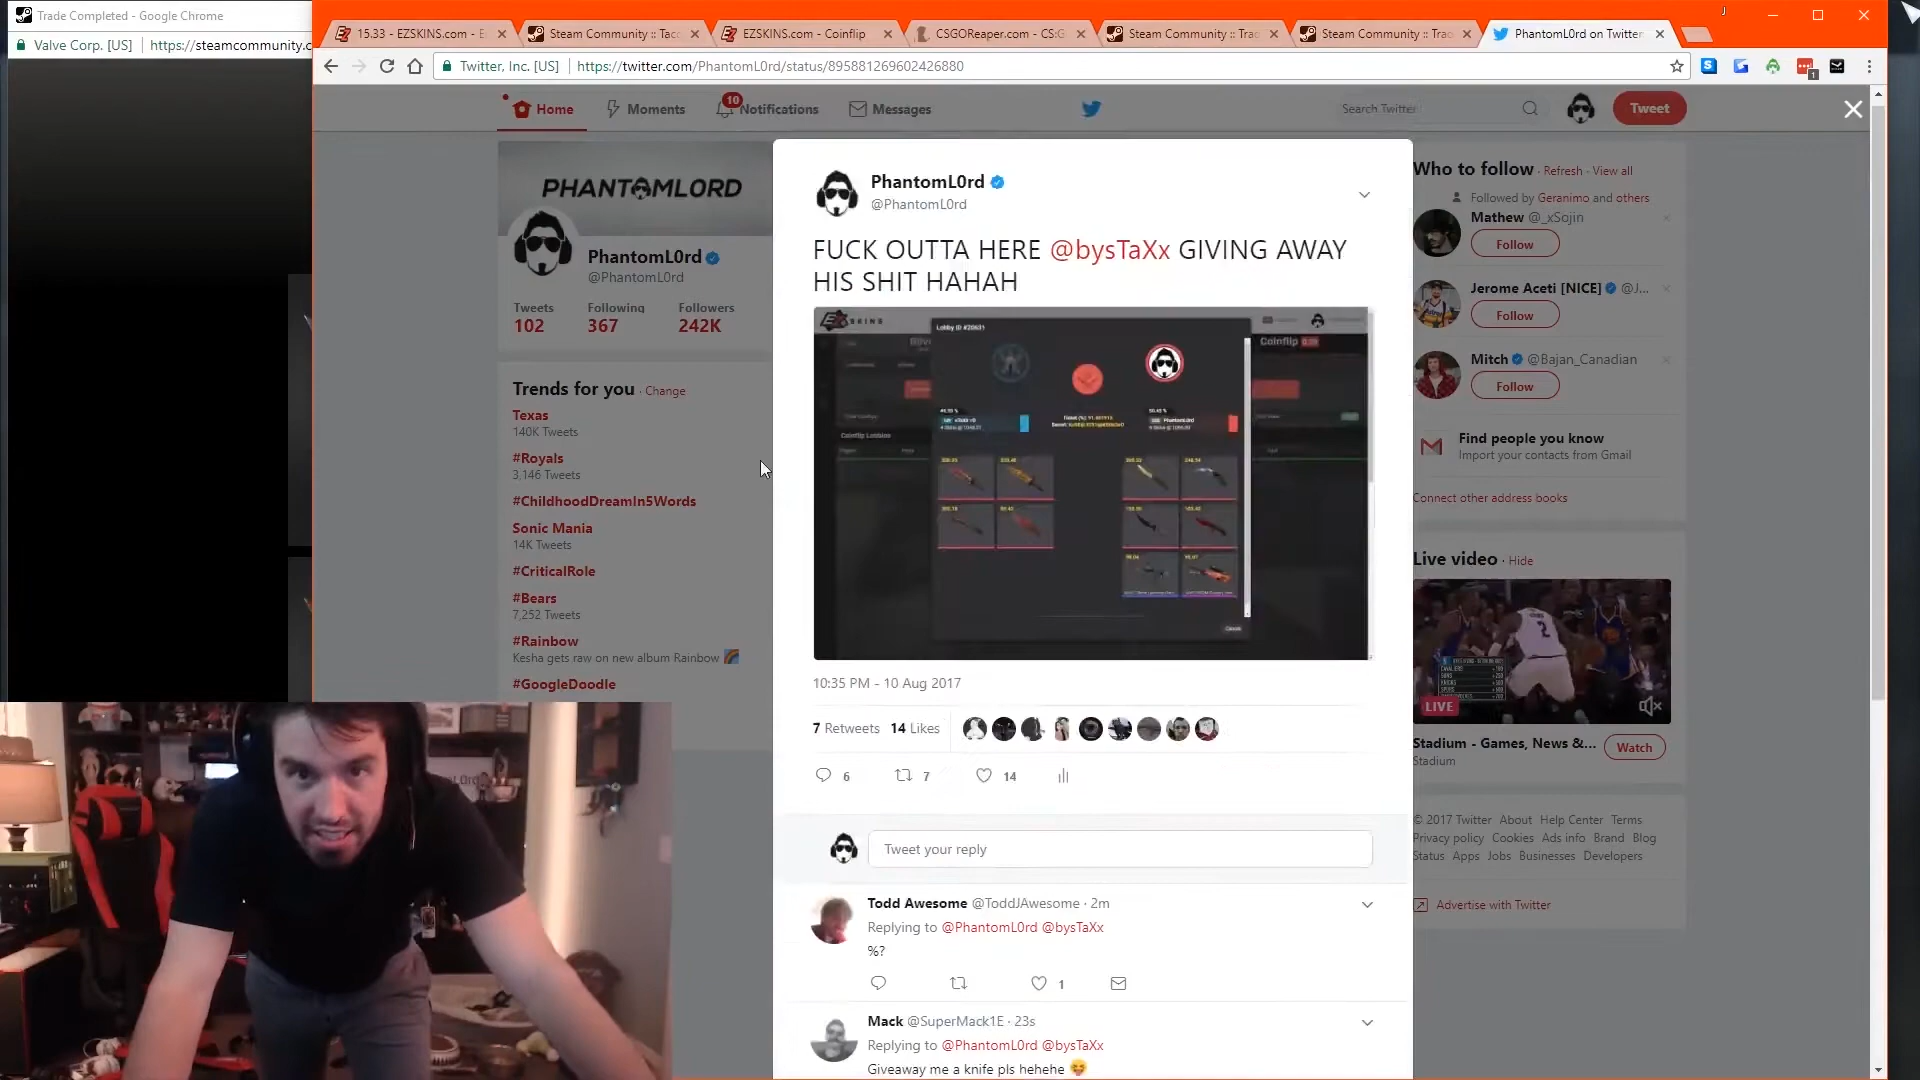 Trade Completed - Google Chrome
Valve Corp. [US] https://steamcommunity.c
15.33 - EZSKINS.com - E
Steam Community :: Tac
EZSKINS.com - Coinflip
CSGOReaper.com - CS:G
Steam Community :: Trac
Steam Community :: Trac
PhantomL0rd on Twitter
Twitter, Inc. [US] https://twitter.com/PhantomL0rd/status/895881269602426880
Home
Moments
10
Notifications
Messages
Search Twitter
Tweet
PHANTOMLORD
PhantomL0rd
@PhantomL0rd
Tweets Following Followers
102 367 242K
Trends for you · Change
Texas
140K Tweets
#Royals
3,146 Tweets
#ChildhoodDreamIn5Words
Sonic Mania
14K Tweets
#CriticalRole
#Bears
7,252 Tweets
#Rainbow
Kesha gets raw on new album Rainbow 🌈
#GoogleDoodle
PhantomL0rd
@PhantomL0rd
FUCK OUTTA HERE @bysTaXx GIVING AWAY
HIS SHIT HAHAH
Lobby ID #20631
Coinflip
PhantomL0rd
Coinflip Lobbies
10:35 PM - 10 Aug 2017
7 Retweets 14 Likes
6 7 14
Tweet your reply
Todd Awesome @ToddJAwesome · 2m
Replying to @PhantomL0rd @bysTaXx
%?
1
Mack @SuperMack1E · 23s
Replying to @PhantomL0rd @bysTaXx
Giveaway me a knife pls hehehe 😝
Who to follow · Refresh · View all
Followed by Geranimo and others
Mathew @_xSojin
Follow
Jerome Aceti [NICE] @J...
Follow
Mitch @Bajan_Canadian
Follow
Find people you know
Import your contacts from Gmail
Connect other address books
Live video · Hide
LIVE
Stadium - Games, News &...
Stadium
Watch
© 2017 Twitter About Help Center Terms
Privacy policy Cookies Ads info Brand Blog
Status Apps Jobs Businesses Developers
Advertise with Twitter